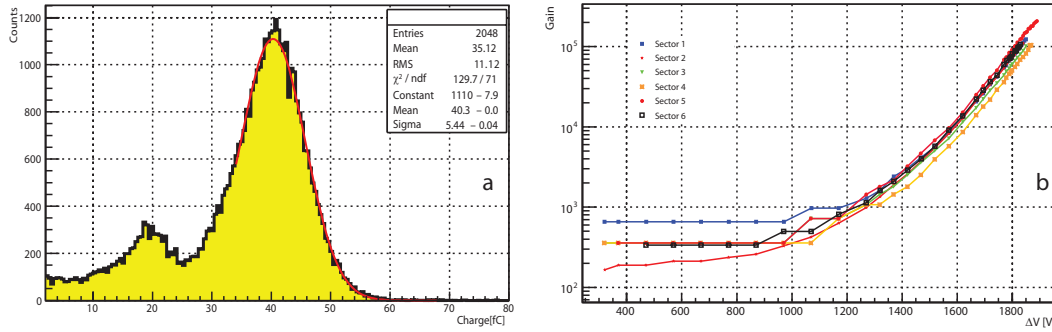 Counts
1200
1000
800
600
400
200
0
Entries 2048
Mean 35.12
RMS 11.12
χ² / ndf 129.7 / 71
Constant 1110 – 7.9
Mean 40.3 – 0.0
Sigma 5.44 – 0.04
a
10 20 30 40 50 60 70 80
Charge[fC]
Gain
10⁵
10⁴
10³
10²
Sector 1
Sector 2
Sector 3
Sector 4
Sector 5
Sector 6
b
400 600 800 1000 1200 1400 1600 1800
ΔV [V